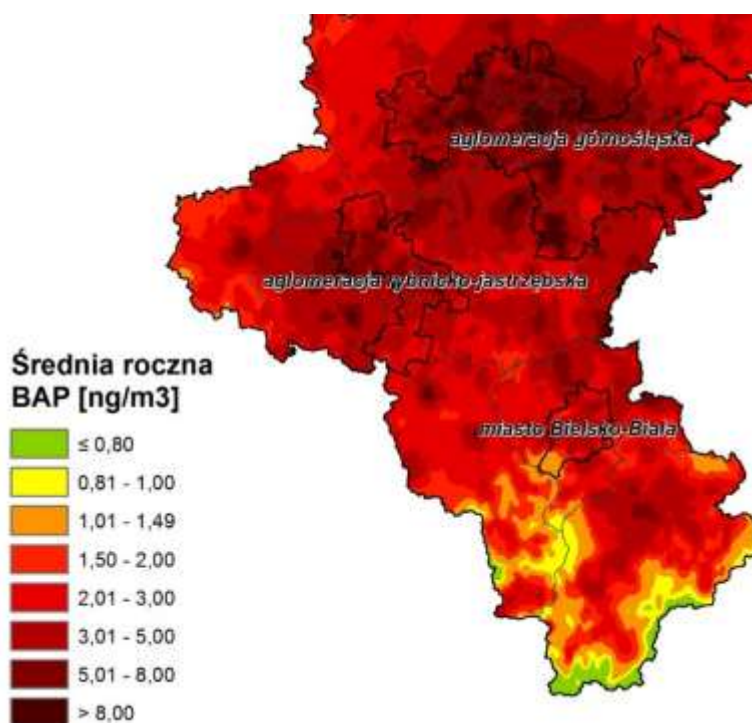 aglomeracja górnośląska
aglomeracja rybnicko-jastrzębska
miasto Bielsko-Biała
Średnia roczna
BAP [ng/m3]
≤ 0,80
0,81 - 1,00
1,01 - 1,49
1,50 - 2,00
2,01 - 3,00
3,01 - 5,00
5,01 - 8,00
> 8,00